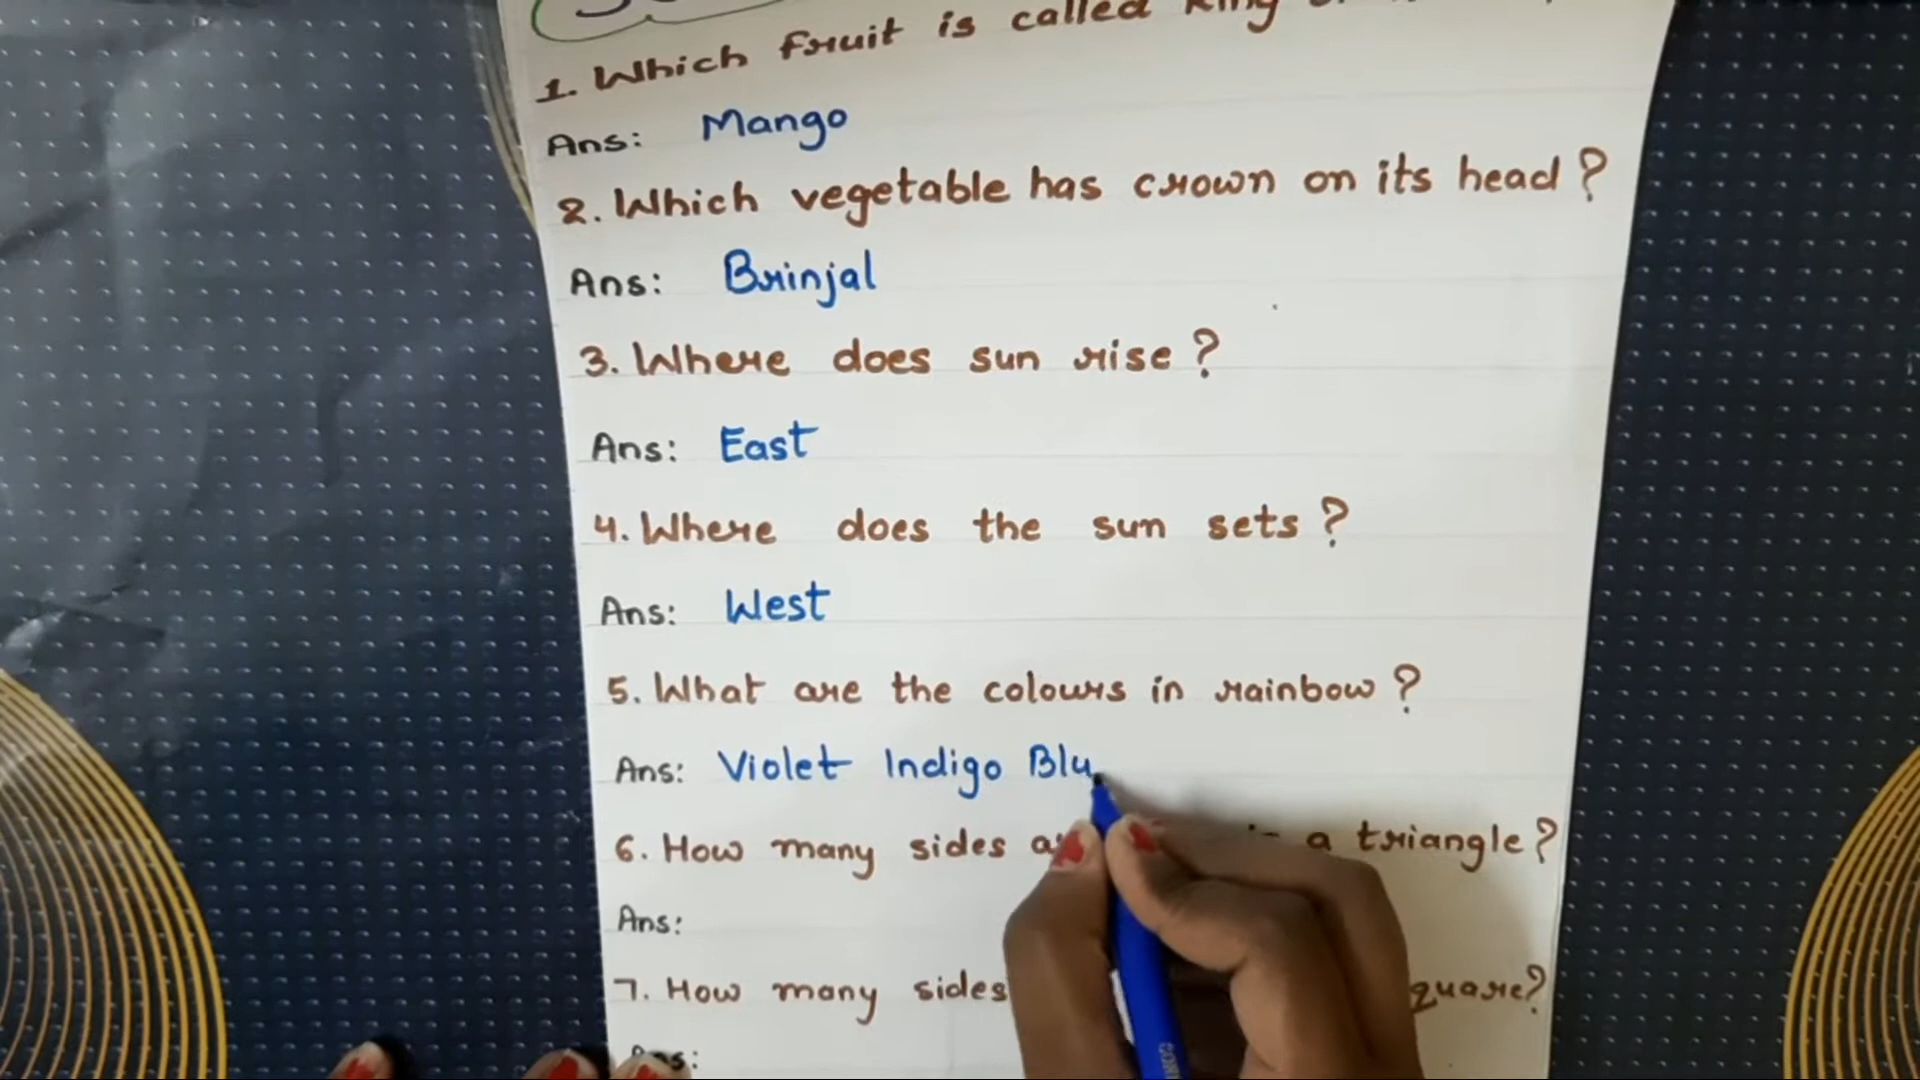 1. Which fruit is called King
Ans: Mango
2. Which vegetable has crown on its head?
Ans: Brinjal
3. Where does sun rise?
Ans: East
4. Where does the sun sets?
Ans: West
5. What are the colours in rainbow?
Ans: Violet Indigo Blu
6. How many sides a triangle?
Ans:
7. How many sides
Ans: